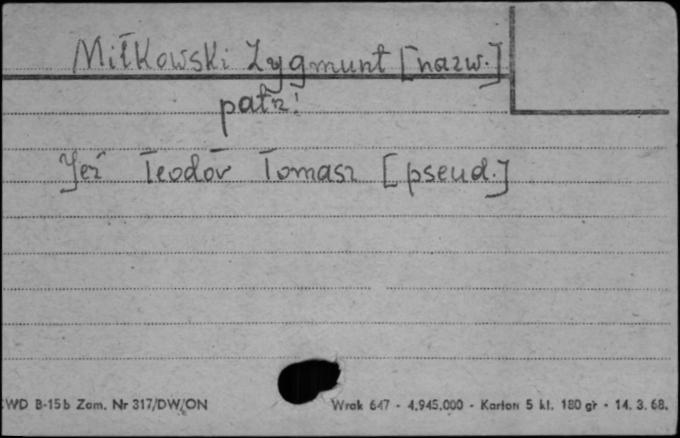 Miłkowski Zygmunt [nazw.]
patrz:
Jeż Teodor Tomasz [pseud.]
WD B-15b Zam. Nr 317/DW/ON Wrak 647 - 4.945.000 - Karton 5 kl. 180 gr - 14. 3. 68.